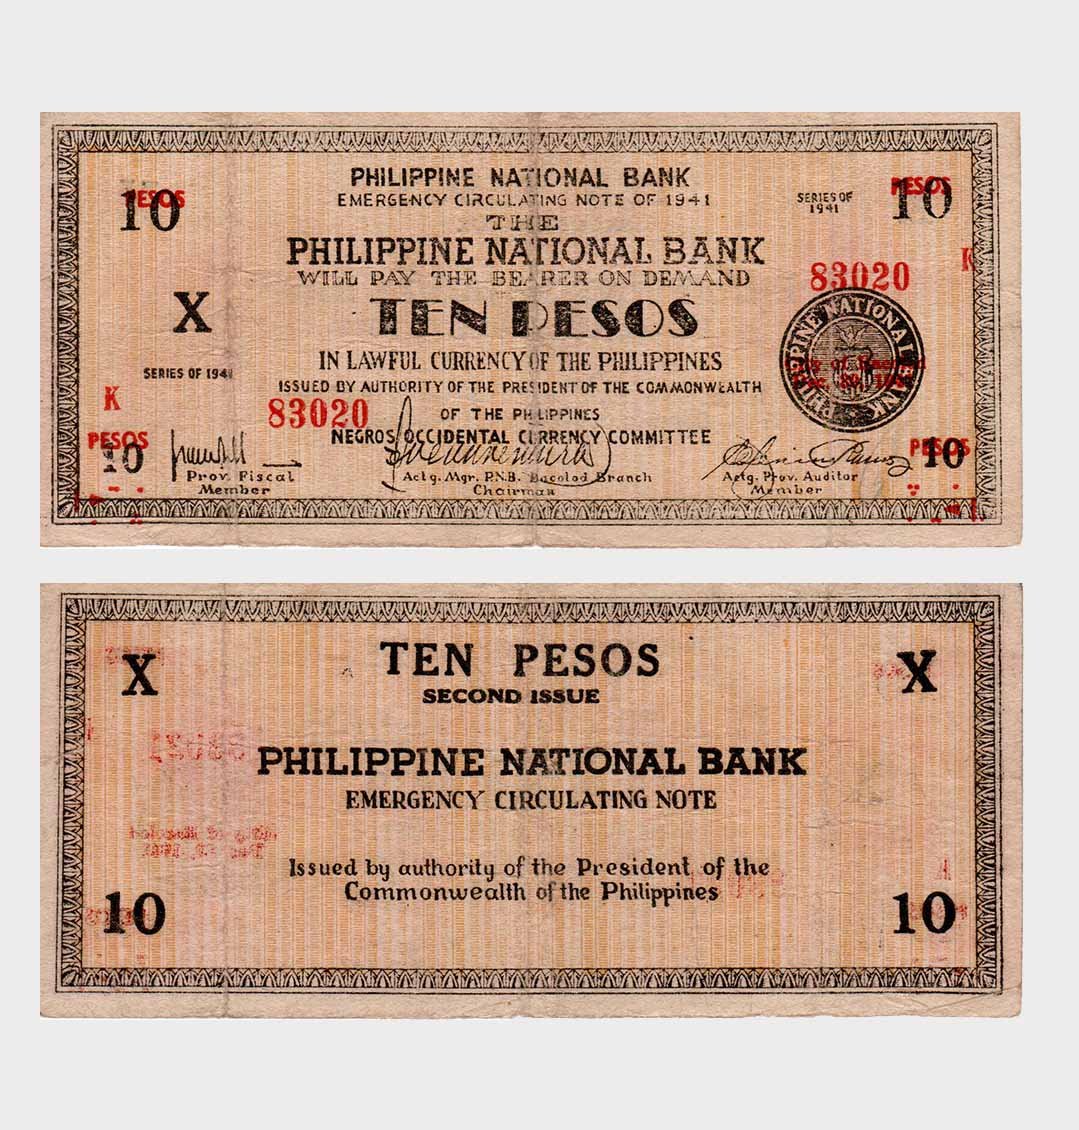 PHILIPPINE NATIONAL BANK
EMERGENCY CIRCULATING NOTE OF 1941
PESOS
10
SERIES OF
1941
PESOS
10
THE
PHILIPPINE NATIONAL BANK
WILL PAY THE BEARER ON DEMAND
83020
K
X
TEN PESOS
PHILIPPINE NATIONAL BANK
IN LAWFUL CURRENCY OF THE PHILIPPINES
SERIES OF 1941
ISSUED BY AUTHORITY OF THE PRESIDENT OF THE COMMONWEALTH
K
83020
OF THE PHILIPPINES
PESOS
10
NEGROS OCCIDENTAL CURRENCY COMMITTEE
PESOS
10
Prov. Fiscal
Member
Actg. Mgr. P.N.B. Bacolod Branch
Chairman
Actg. Prov. Auditor
Member
X
TEN PESOS
X
SECOND ISSUE
PHILIPPINE NATIONAL BANK
EMERGENCY CIRCULATING NOTE
Issued by authority of the President of the
Commonwealth of the Philippines
10
10